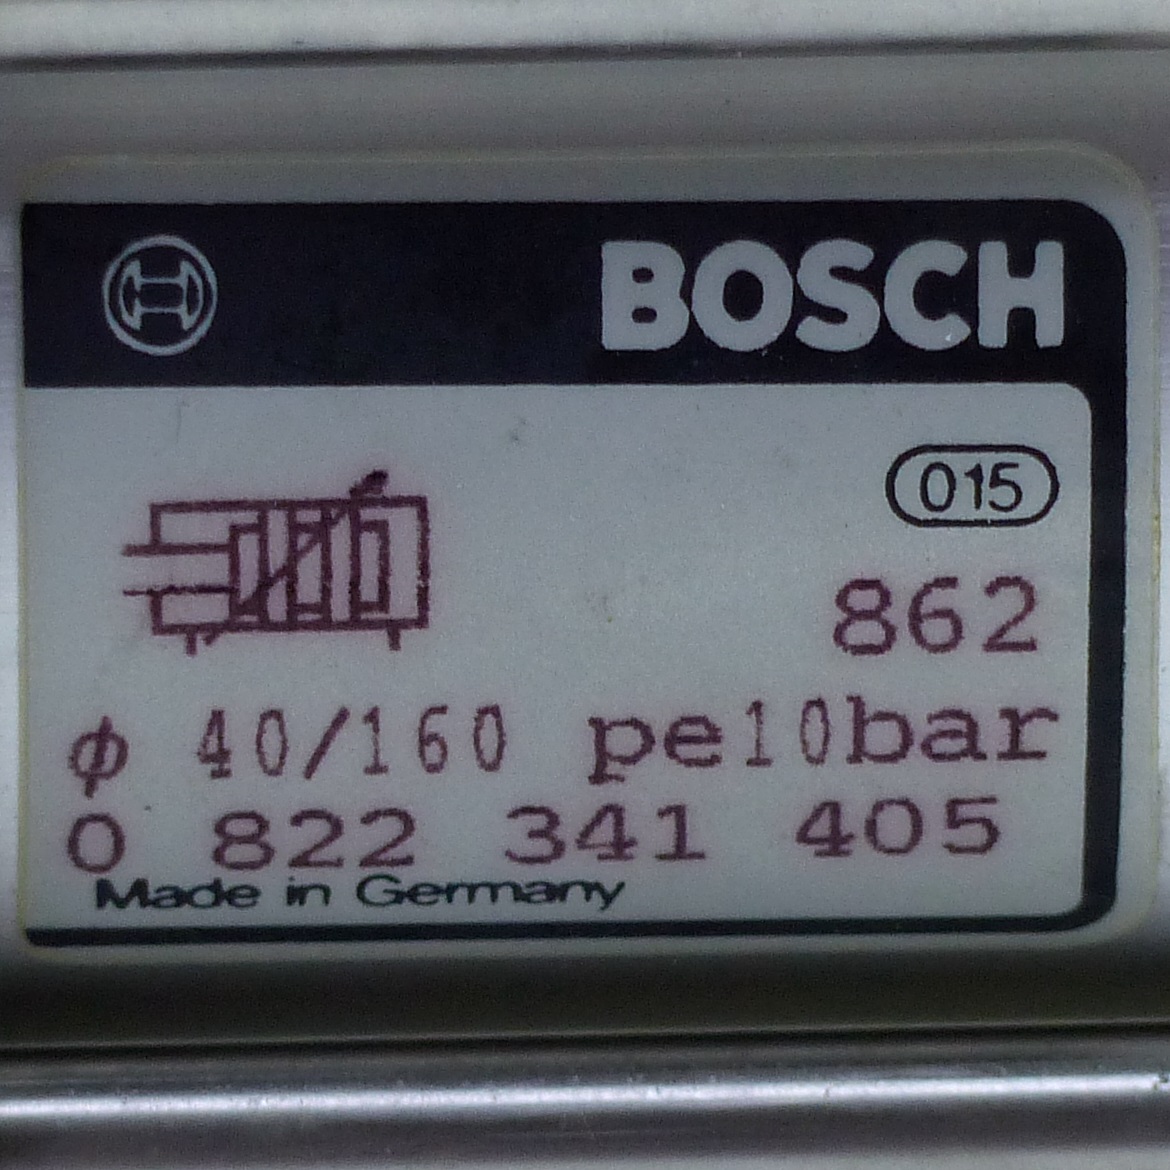 BOSCH
015
862
ϕ 40/160 pe10bar
0 822 341 405
Made in Germany